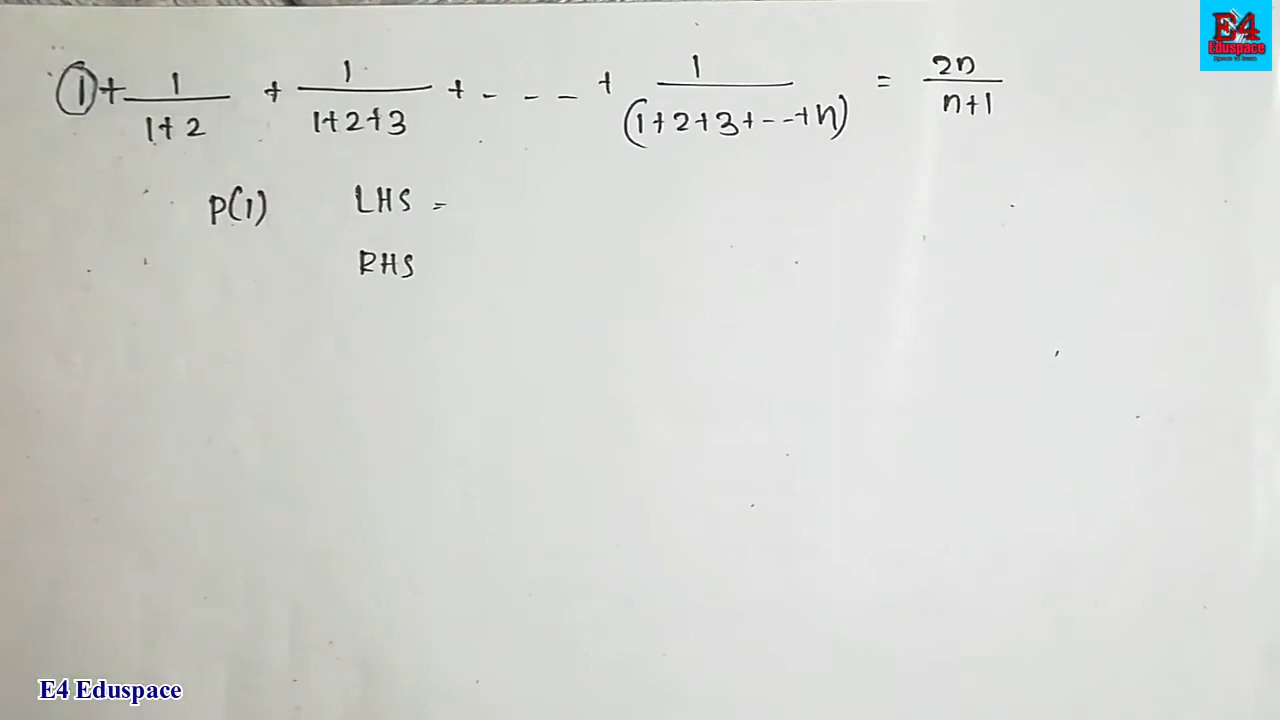 1 + 1/(1+2) + 1/(1+2+3) + - - - + 1/(1+2+3+--+n) = 2n/(n+1)
P(1) LHS =
RHS
E4
Eduspace
E4 Eduspace